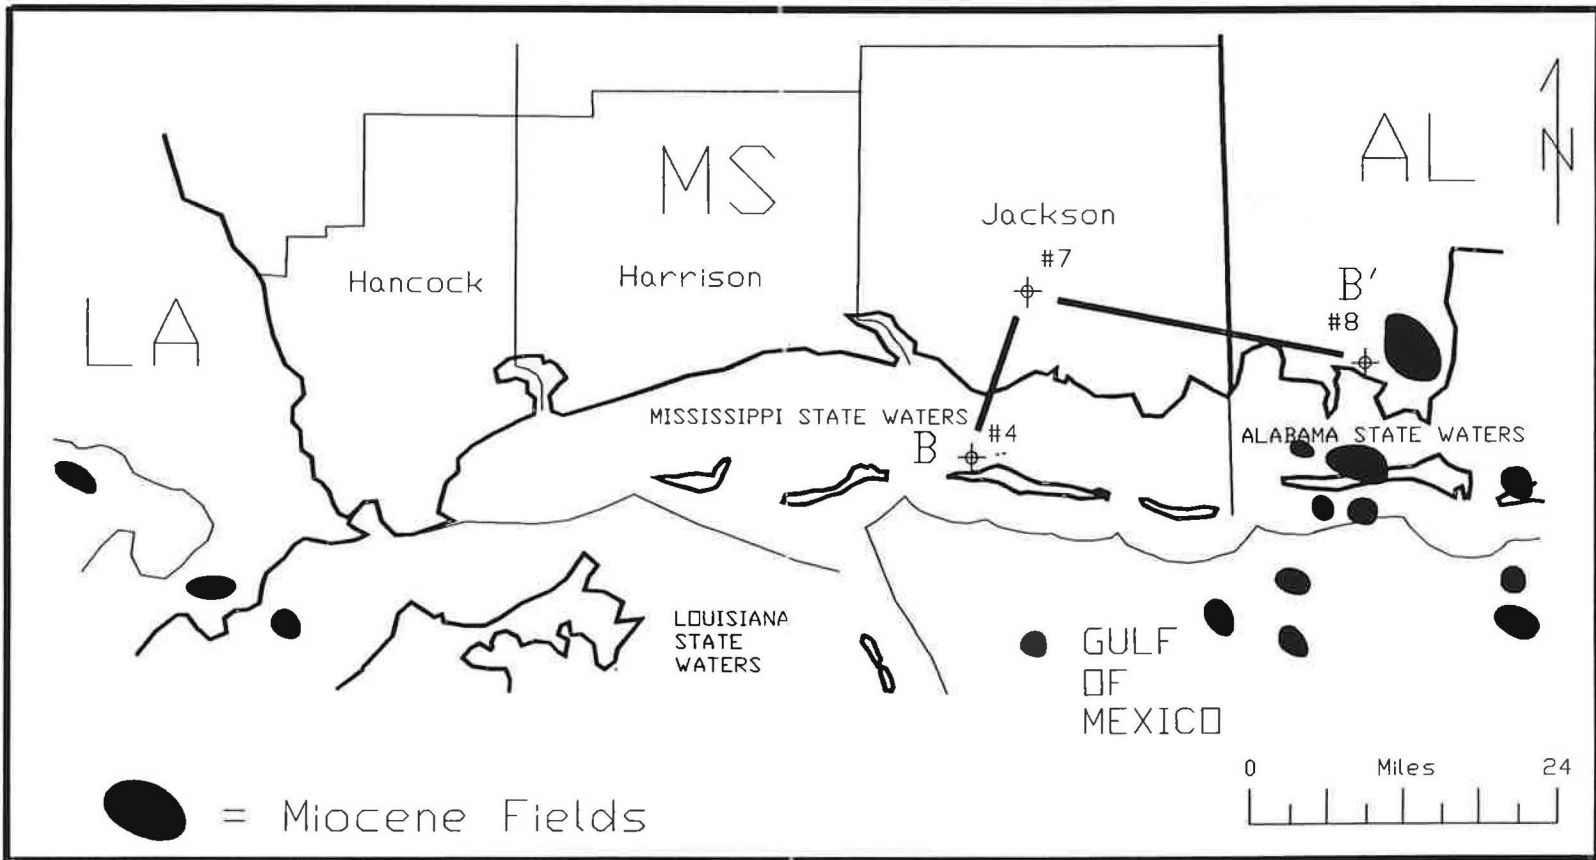 MS
AL
N
Jackson
#7
Hancock
Harrison
B'
#8
LA
MISSISSIPPI STATE WATERS
B
#4
ALABAMA STATE WATERS
LOUISIANA
STATE
WATERS
GULF
OF
MEXICO
0 Miles 24
= Miocene Fields